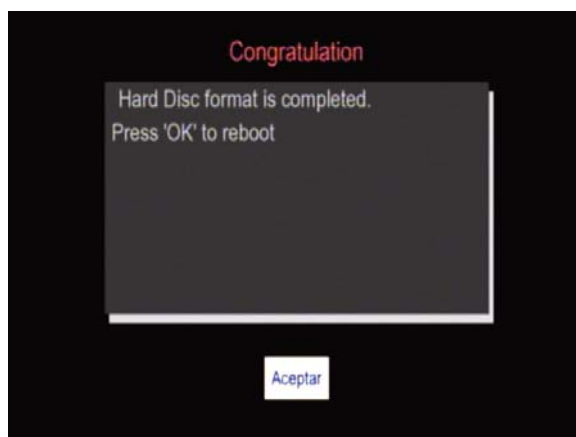 Congratulation
Hard Disc format is completed.
Press 'OK' to reboot
Aceptar